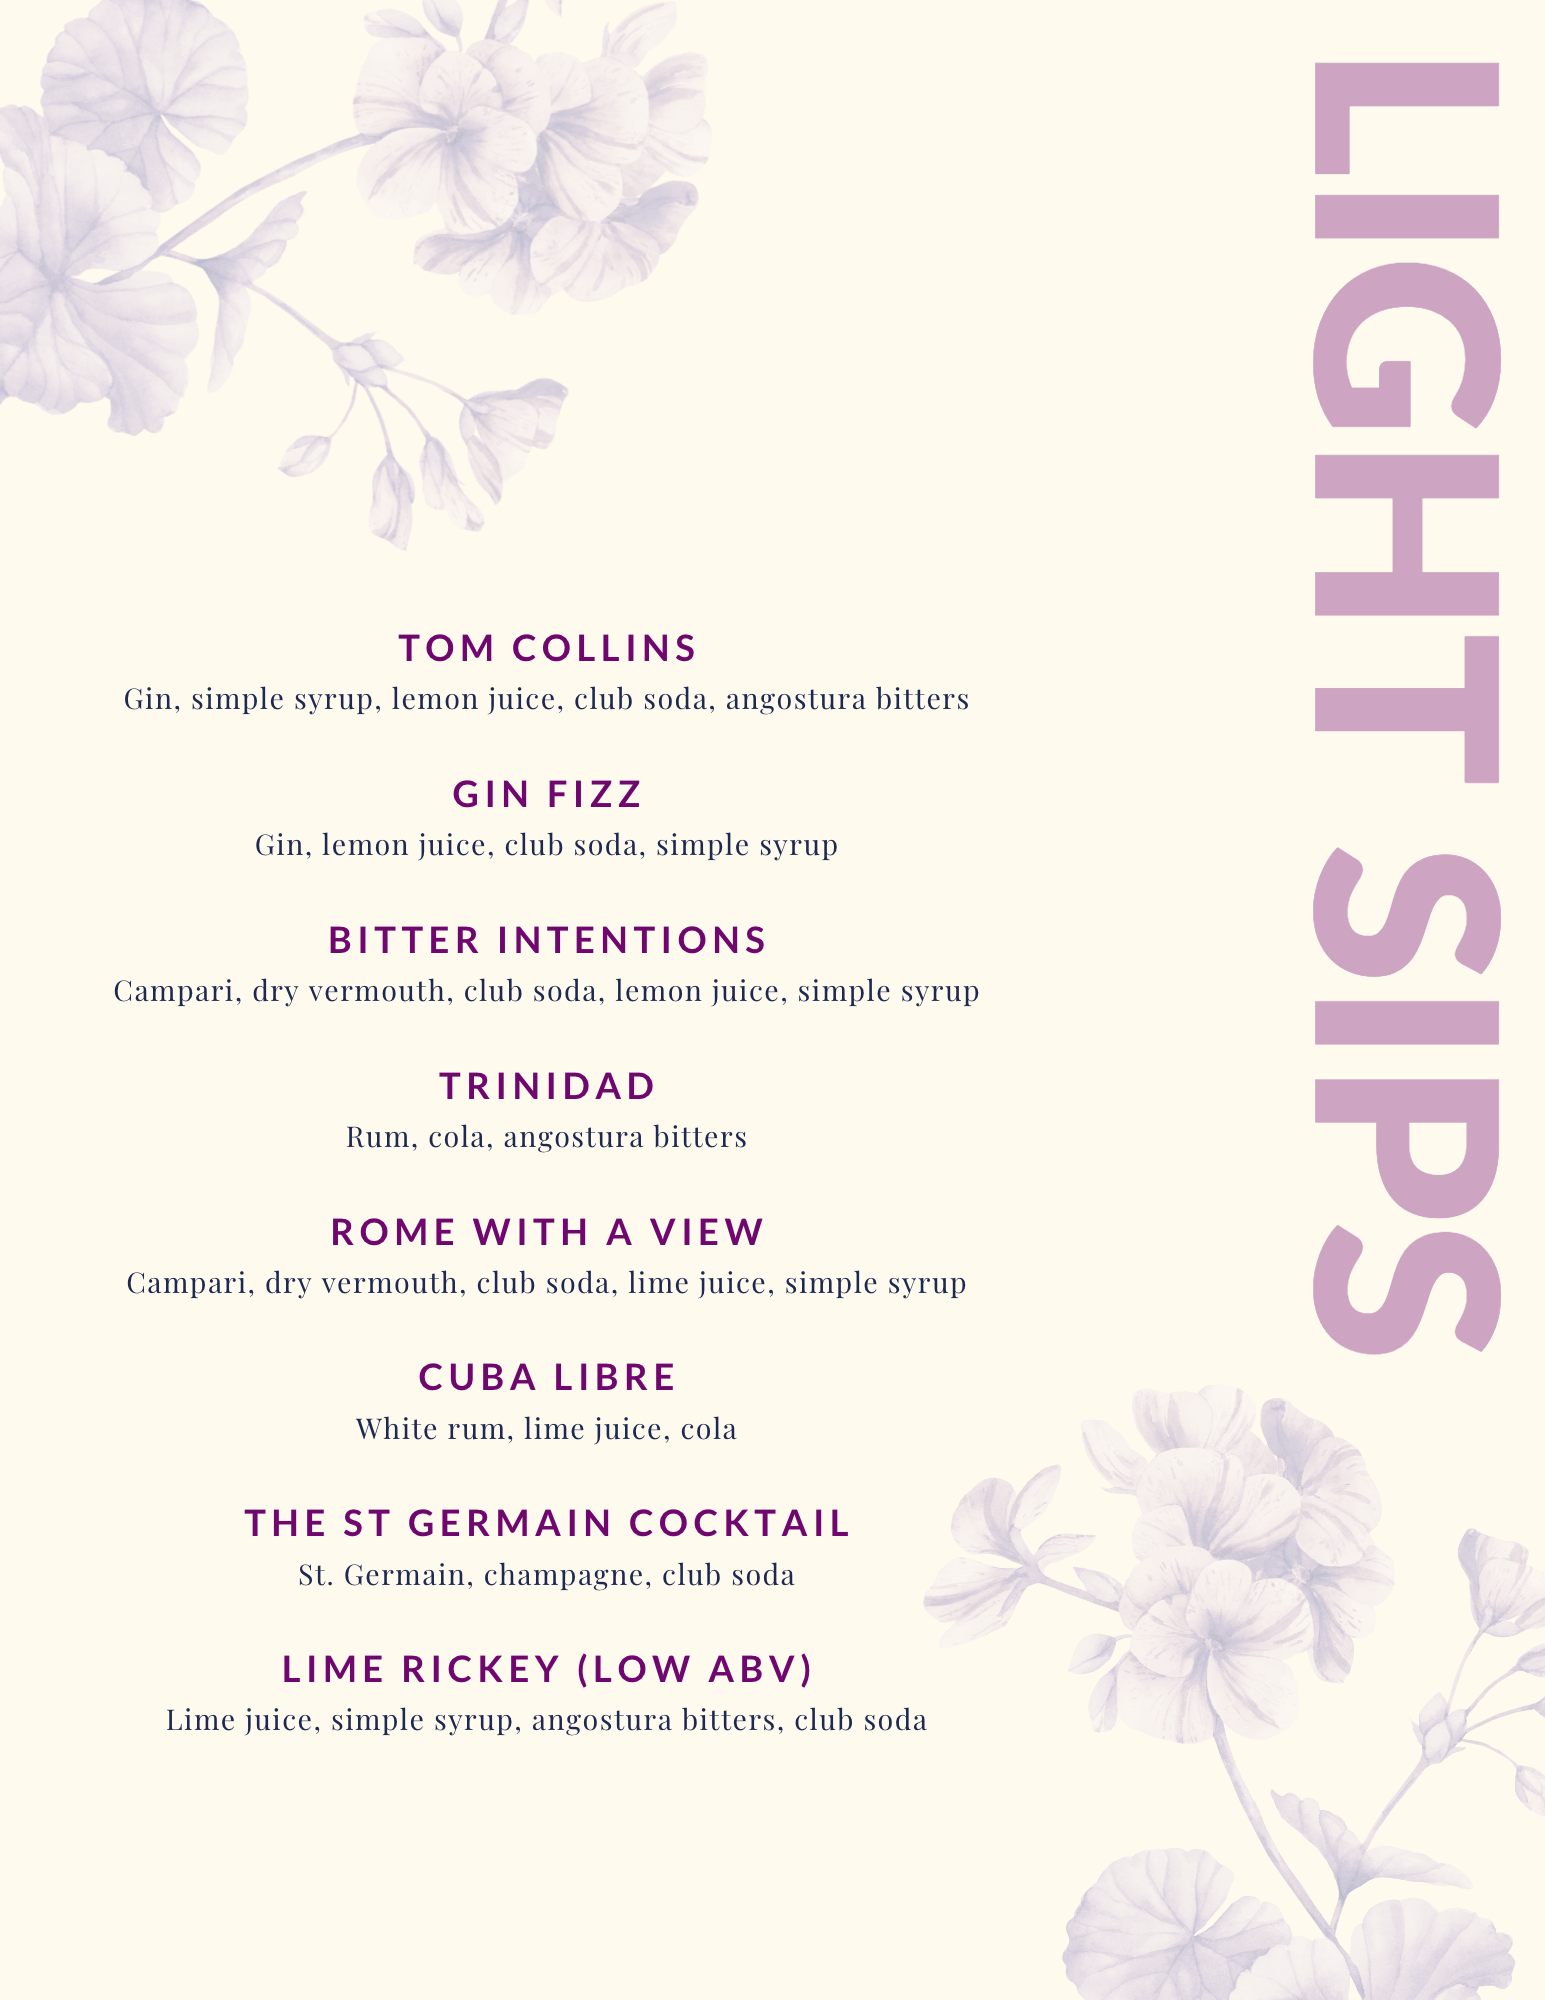 LIGHT SIPS
TOM COLLINS
Gin, simple syrup, lemon juice, club soda, angostura bitters
GIN FIZZ
Gin, lemon juice, club soda, simple syrup
BITTER INTENTIONS
Campari, dry vermouth, club soda, lemon juice, simple syrup
TRINIDAD
Rum, cola, angostura bitters
ROME WITH A VIEW
Campari, dry vermouth, club soda, lime juice, simple syrup
CUBA LIBRE
White rum, lime juice, cola
THE ST GERMAIN COCKTAIL
St. Germain, champagne, club soda
LIME RICKEY (LOW ABV)
Lime juice, simple syrup, angostura bitters, club soda